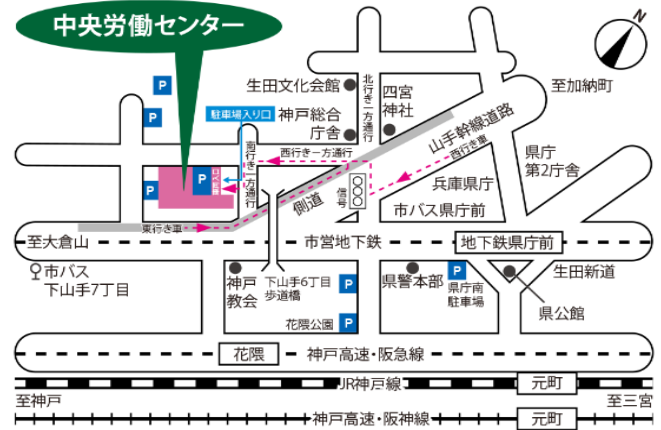 中央労働センター
N
P
生田文化会館
北行き一方通行
四宮
神社
至加納町
P
駐車場入り口
神戸総合
庁舎
南行き一方通行
西行き一方通行
山手幹線道路
西行き車
県庁
第2庁舎
P
P
側道
信号
兵庫県庁
市バス県庁前
東行き車
至大倉山
市営地下鉄
地下鉄県庁前
市バス
下山手7丁目
神戸
教会
下山手6丁目
歩道橋
P
県警本部
P
県庁南
駐車場
生田新道
県公館
花隈公園
P
花隈
神戸高速・阪急線
JR神戸線
元町
至神戸
至三宮
神戸高速・阪神線
元町